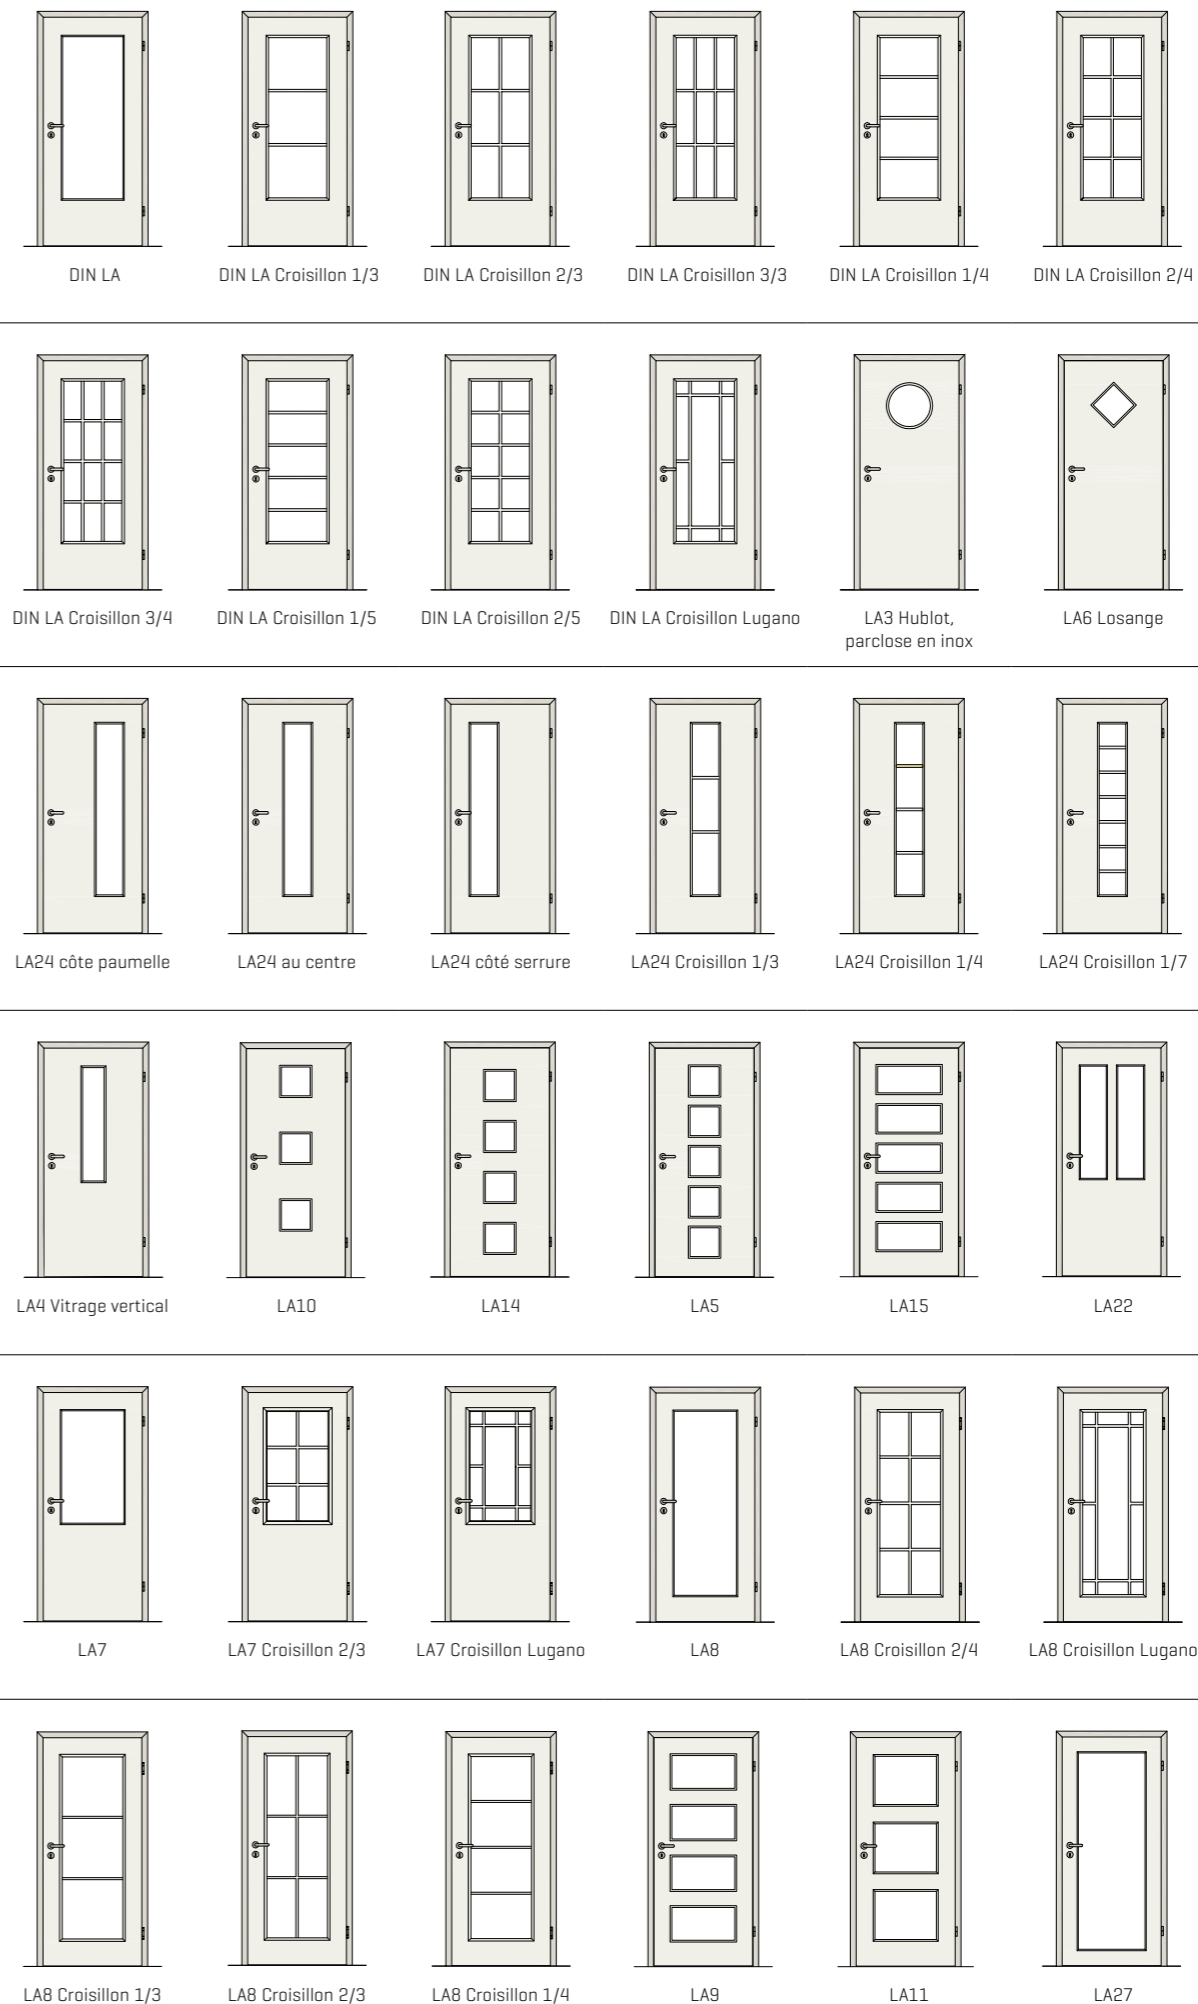 DIN LA
DIN LA Croisillon 1/3
DIN LA Croisillon 2/3
DIN LA Croisillon 3/3
DIN LA Croisillon 1/4
DIN LA Croisillon 2/4
DIN LA Croisillon 3/4
DIN LA Croisillon 1/5
DIN LA Croisillon 2/5
DIN LA Croisillon Lugano
LA3 Hublot,
parclose en inox
LA6 Losange
LA24 côte paumelle
LA24 au centre
LA24 côté serrure
LA24 Croisillon 1/3
LA24 Croisillon 1/4
LA24 Croisillon 1/7
LA4 Vitrage vertical
LA10
LA14
LA5
LA15
LA22
LA7
LA7 Croisillon 2/3
LA7 Croisillon Lugano
LA8
LA8 Croisillon 2/4
LA8 Croisillon Lugano
LA8 Croisillon 1/3
LA8 Croisillon 2/3
LA8 Croisillon 1/4
LA9
LA11
LA27